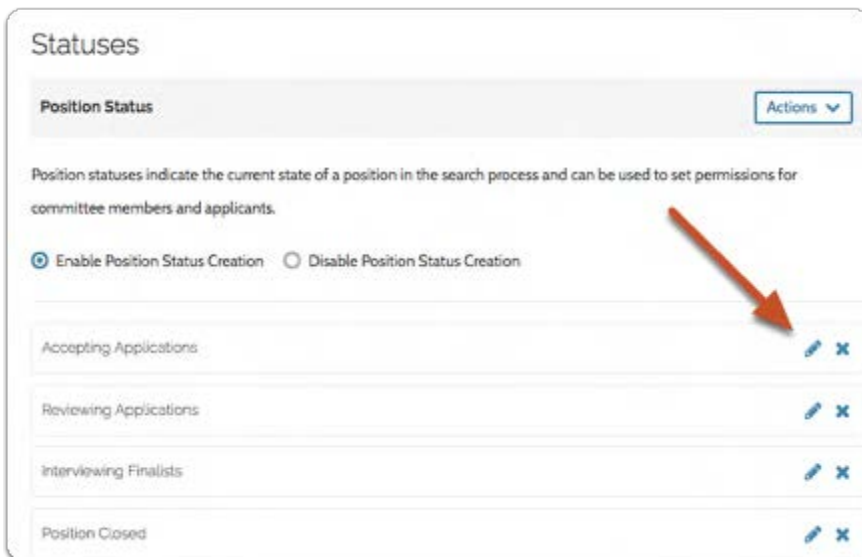 Statuses
Position Status
Actions
Position statuses indicate the current state of a position in the search process and can be used to set permissions for
committee members and applicants.
Enable Position Status Creation Disable Position Status Creation
Accepting Applications
Reviewing Applications
Interviewing Finalists
Position Closed